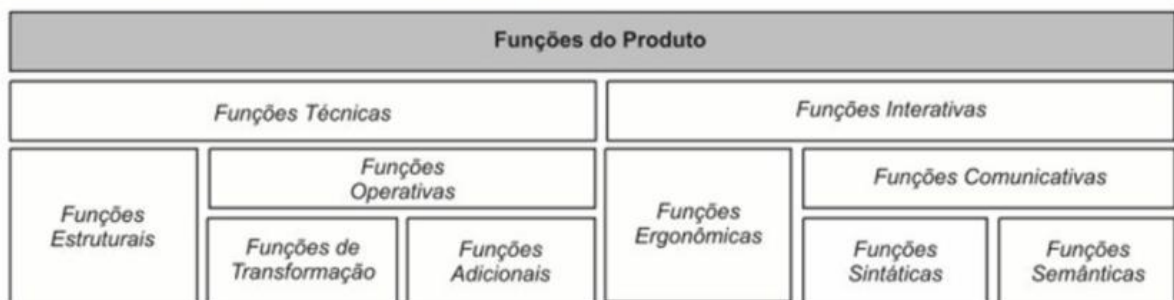 Funções do Produto
Funções Técnicas
Funções Interativas
Funções
Estruturais
Funções
Operativas
Funções de
Transformação
Funções
Adicionais
Funções
Ergonômicas
Funções Comunicativas
Funções
Sintáticas
Funções
Semânticas